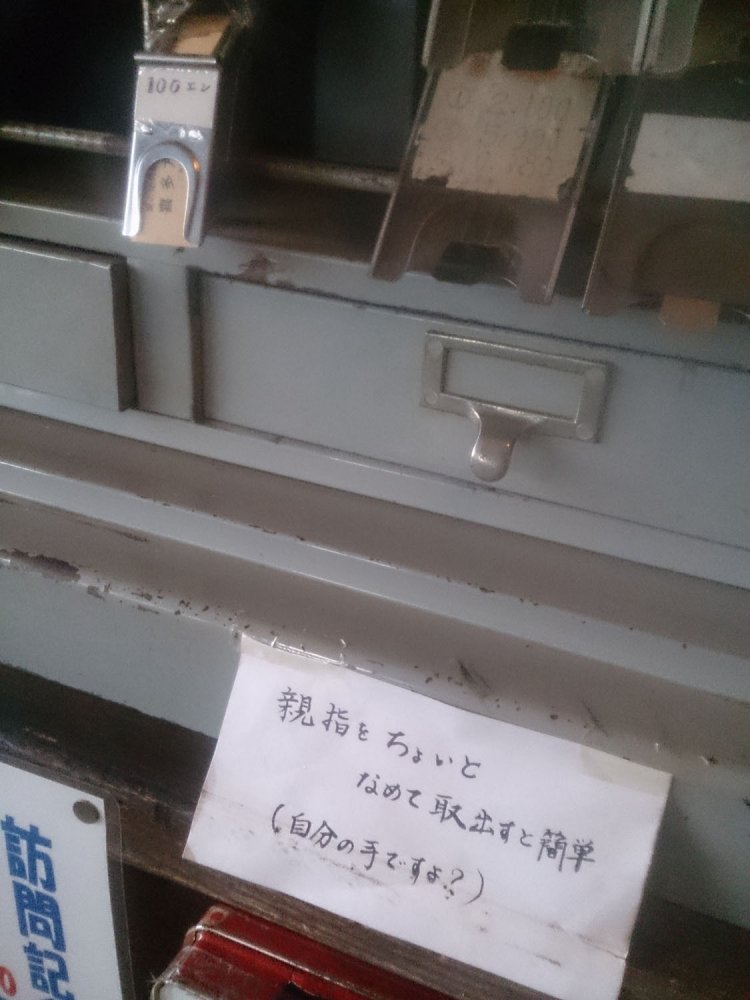 100エン
親指をちょいと
なめて取出すと簡単
(自分の手ですよ?)
訪問記